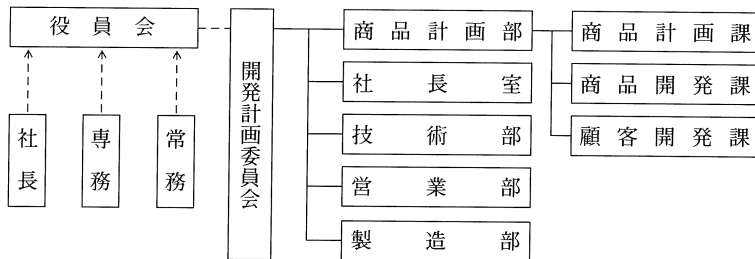 役員会
社長
専務
常務
開発計画委員会
商品計画部
社長室
技術部
営業部
製造部
商品計画課
商品開発課
顧客開発課